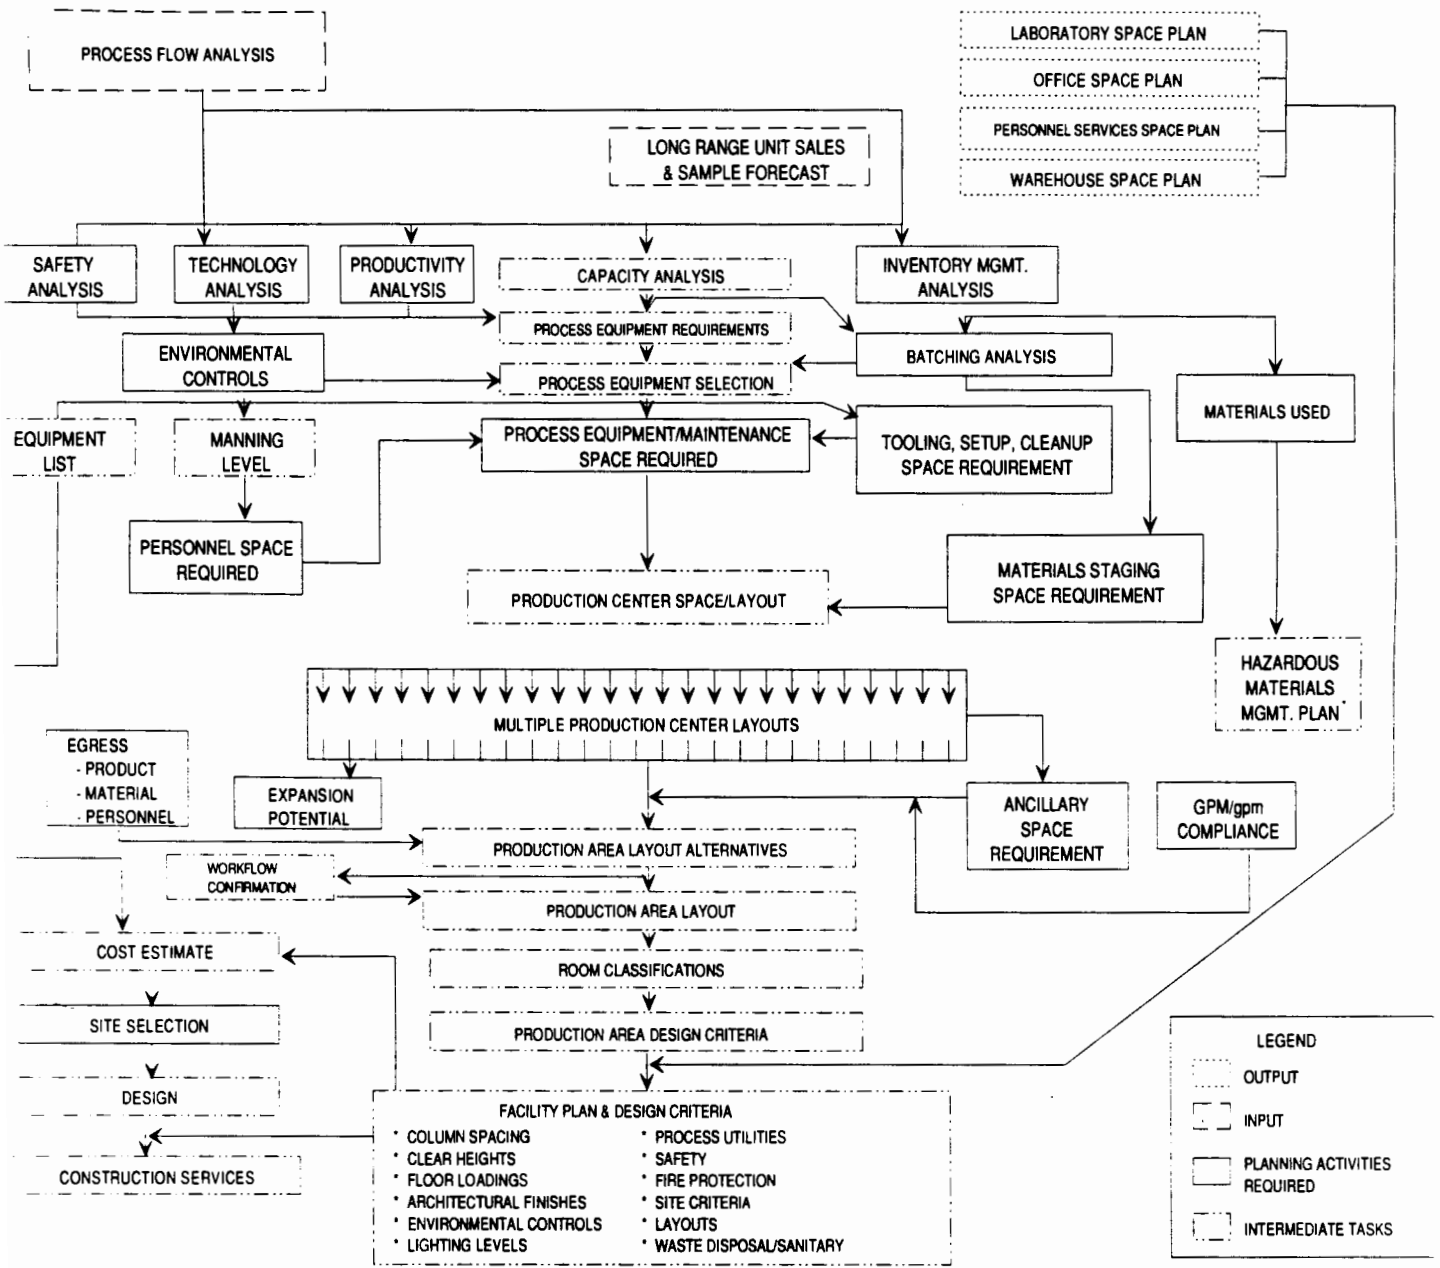 PROCESS FLOW ANALYSIS
LABORATORY SPACE PLAN
OFFICE SPACE PLAN
PERSONNEL SERVICES SPACE PLAN
WAREHOUSE SPACE PLAN
LONG RANGE UNIT SALES
& SAMPLE FORECAST
SAFETY
ANALYSIS
TECHNOLOGY
ANALYSIS
PRODUCTIVITY
ANALYSIS
CAPACITY ANALYSIS
INVENTORY MGMT.
ANALYSIS
PROCESS EQUIPMENT REQUIREMENTS
ENVIRONMENTAL
CONTROLS
BATCHING ANALYSIS
PROCESS EQUIPMENT SELECTION
MATERIALS USED
EQUIPMENT
LIST
MANNING
LEVEL
PROCESS EQUIPMENT/MAINTENANCE
SPACE REQUIRED
TOOLING, SETUP, CLEANUP
SPACE REQUIREMENT
PERSONNEL SPACE
REQUIRED
PRODUCTION CENTER SPACE/LAYOUT
MATERIALS STAGING
SPACE REQUIREMENT
HAZARDOUS
MATERIALS
MGMT. PLAN
MULTIPLE PRODUCTION CENTER LAYOUTS
EGRESS
- PRODUCT
- MATERIAL
- PERSONNEL
EXPANSION
POTENTIAL
ANCILLARY
SPACE
REQUIREMENT
GPM/gpm
COMPLIANCE
PRODUCTION AREA LAYOUT ALTERNATIVES
WORKFLOW
CONFIRMATION
PRODUCTION AREA LAYOUT
COST ESTIMATE
ROOM CLASSIFICATIONS
SITE SELECTION
PRODUCTION AREA DESIGN CRITERIA
DESIGN
CONSTRUCTION SERVICES
FACILITY PLAN & DESIGN CRITERIA
* COLUMN SPACING
* CLEAR HEIGHTS
* FLOOR LOADINGS
* ARCHITECTURAL FINISHES
* ENVIRONMENTAL CONTROLS
* LIGHTING LEVELS
* PROCESS UTILITIES
* SAFETY
* FIRE PROTECTION
* SITE CRITERIA
* LAYOUTS
* WASTE DISPOSAL/SANITARY
LEGEND
OUTPUT
INPUT
PLANNING ACTIVITIES
REQUIRED
INTERMEDIATE TASKS